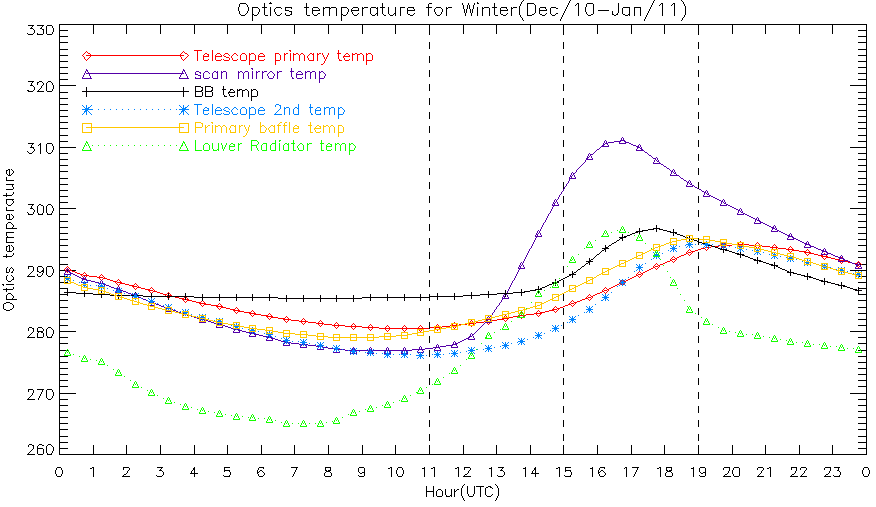 Optics temperature for Winter(Dec/10-Jan/11)
330
320
310
300
290
280
270
260
Optics temperature
Telescope primary temp
scan mirror temp
BB temp
Telescope 2nd temp
Primary baffle temp
Louver Radiator temp
0 1 2 3 4 5 6 7 8 9 10 11 12 13 14 15 16 17 18 19 20 21 22 23 0
Hour(UTC)